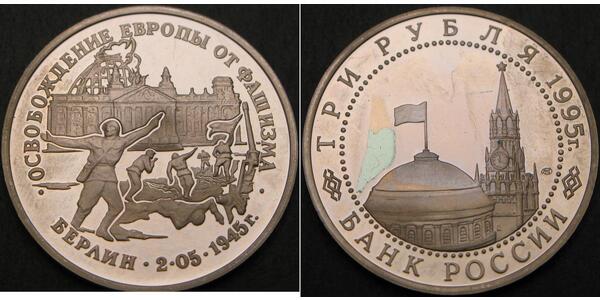 ОСВОБОЖДЕНИЕ ЕВРОПЫ ОТ ФАШИЗМА
БЕРЛИН · 2·05·1945г.
ТРИ РУБЛЯ 1995г.
БАНК РОССИИ